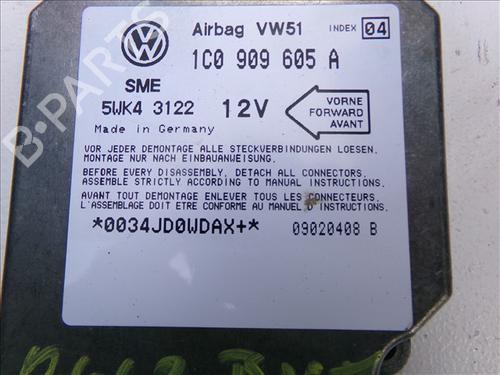 B-PARTS
Airbag VW51 INDEX 04
1C0 909 605 A
SME
5WK4 3122 12V
VORNE
FORWARD
AVANT
Made in Germany
VOR JEDER DEMONTAGE ALLE STECKVERBINDUNGEN LOESEN.
MONTAGE NUR NACH EINBAUANWEISUNG.
BEFORE EVERY DISASSEMBLY, DETACH ALL CONNECTORS.
ASSEMBLE STRICTLY ACCORDING TO MANUAL INSTRUCTIONS.
AVANT TOUT DEMONTAGE ENLEVER TOUS LES CONNECTEURS.
L'ASSEMBLAGE DOIT ETRE CONFORME AU MANUEL D'INSTRUCTIONS.
*0034JD0WDAX+* 09020408 B